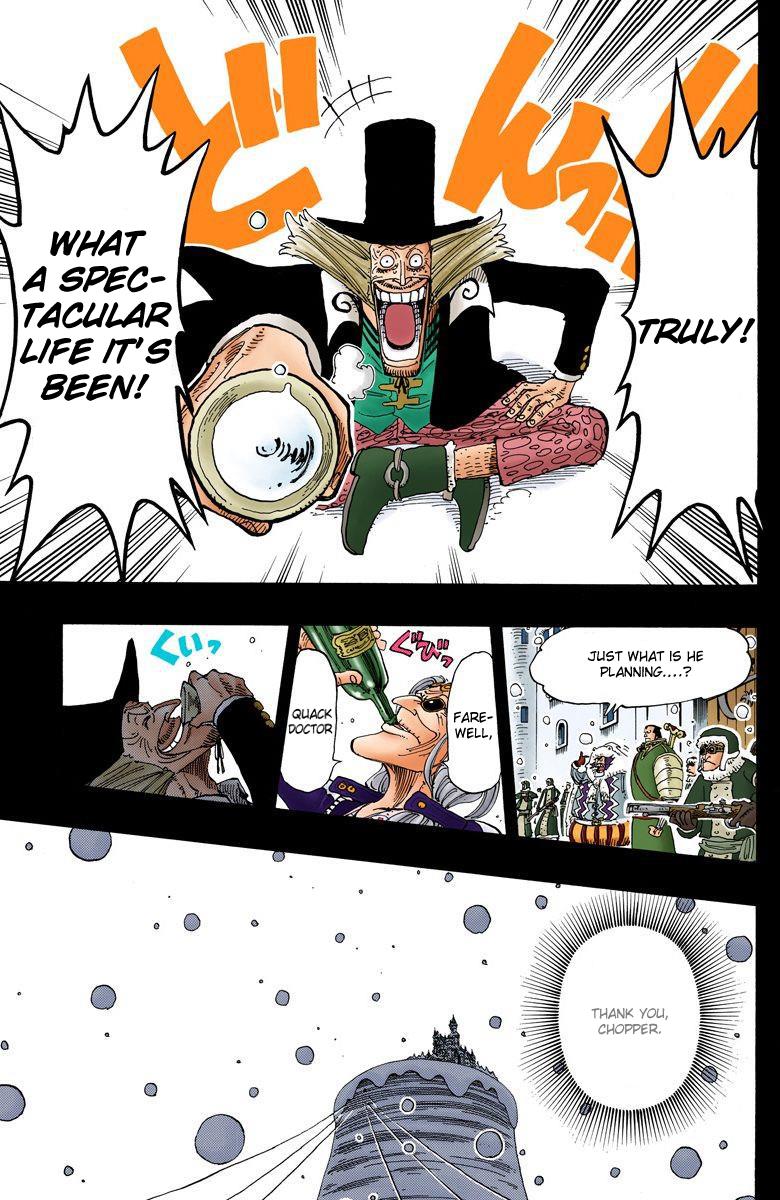 TRULY!
WHAT
A SPEC-
TACULAR
LIFE IT'S
BEEN!
どんっ!!
JUST WHAT IS HE
PLANNING....?
FARE-
WELL,
QUACK
DOCTOR
ぐびっ
くいっ
THANK YOU,
CHOPPER.